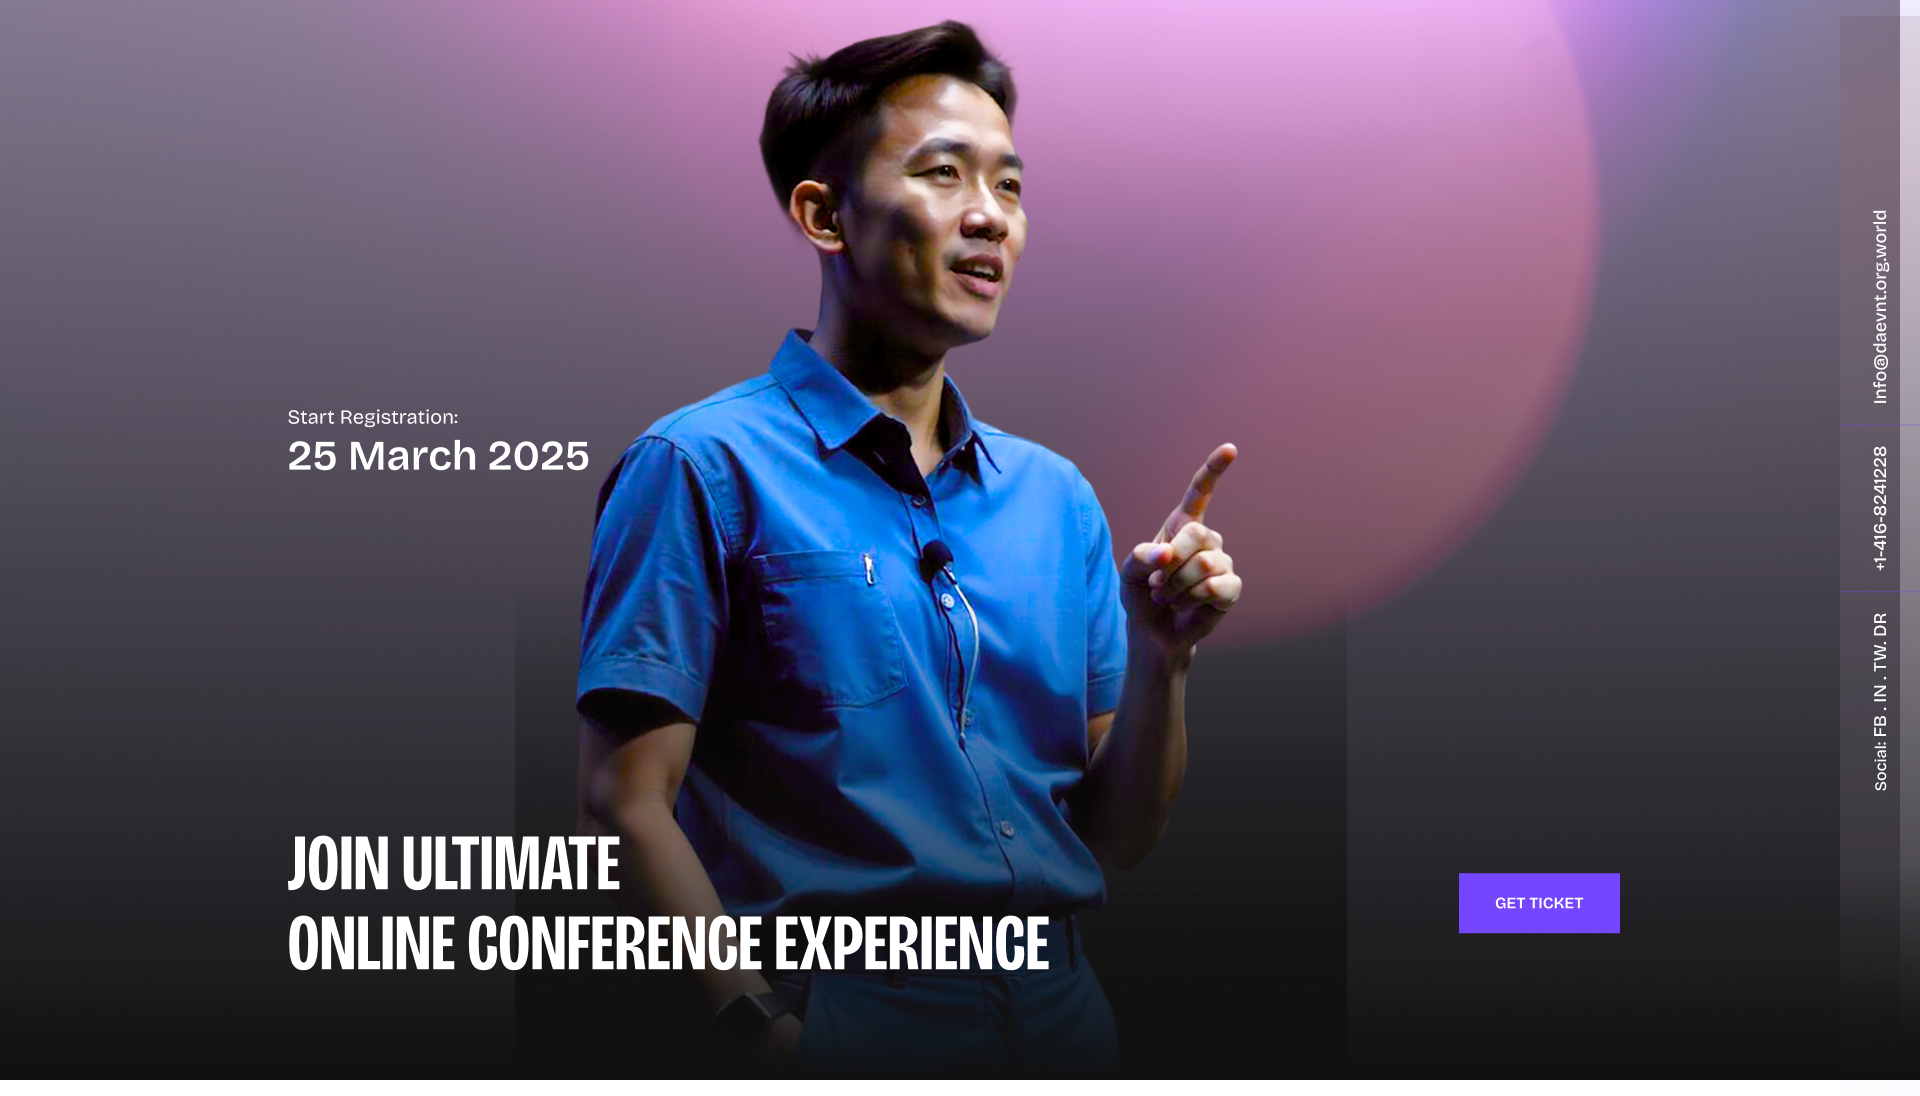 Start Registration:
25 March 2025
JOIN ULTIMATE
ONLINE CONFERENCE EXPERIENCE
GET TICKET
Info@daevnt.org.world
+1-416-8241228
Social: FB . IN . TW. DR